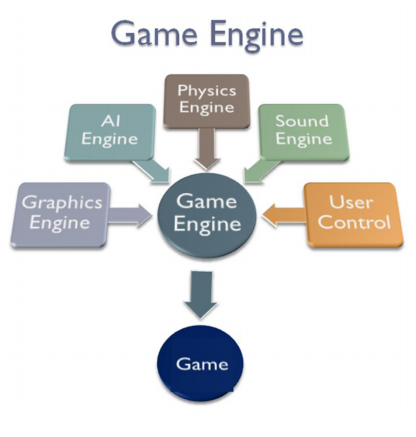 Game Engine
Physics
Engine
AI
Engine
Sound
Engine
Graphics
Engine
Game
Engine
User
Control
Game